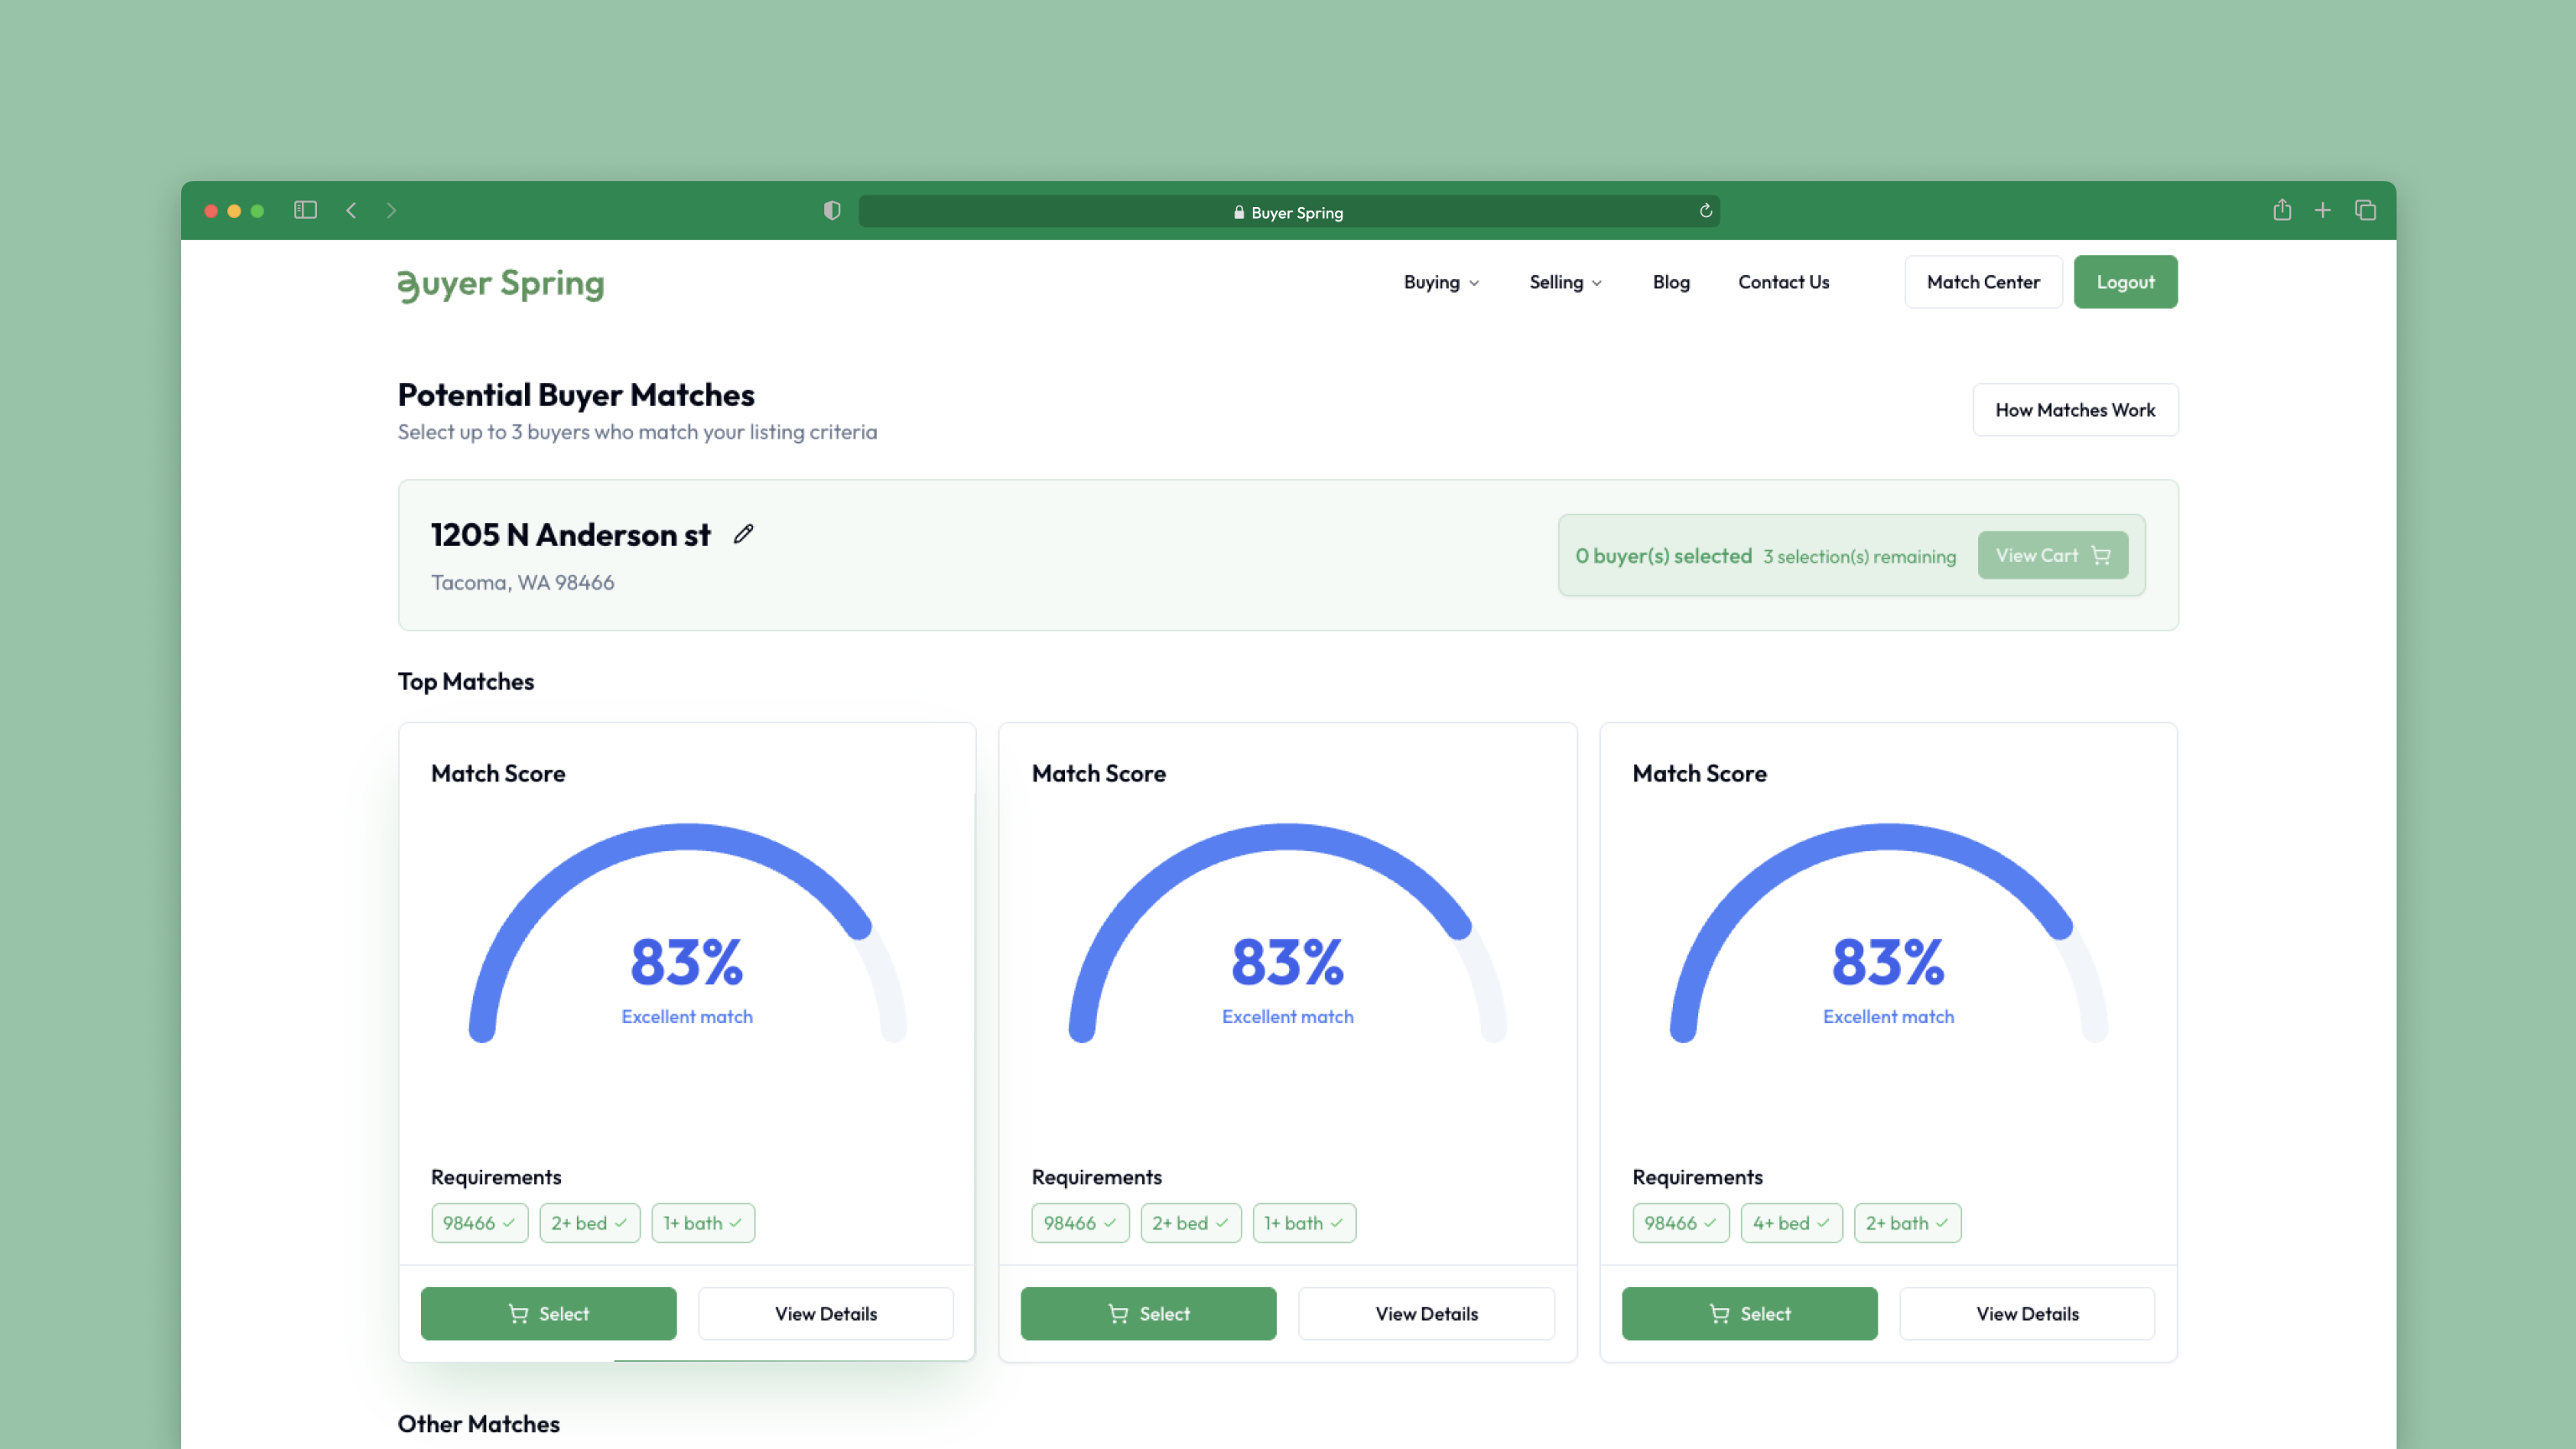 Buyer Spring
Buyer Spring
Buying
Selling
Blog
Contact Us
Match Center
Logout
Potential Buyer Matches
Select up to 3 buyers who match your listing criteria
How Matches Work
1205 N Anderson st
Tacoma, WA 98466
0 buyer(s) selected 3 selection(s) remaining
View Cart
Top Matches
Match Score
83%
Excellent match
Requirements
98466
2+ bed
1+ bath
Select
View Details
Match Score
83%
Excellent match
Requirements
98466
2+ bed
1+ bath
Select
View Details
Match Score
83%
Excellent match
Requirements
98466
4+ bed
2+ bath
Select
View Details
Other Matches